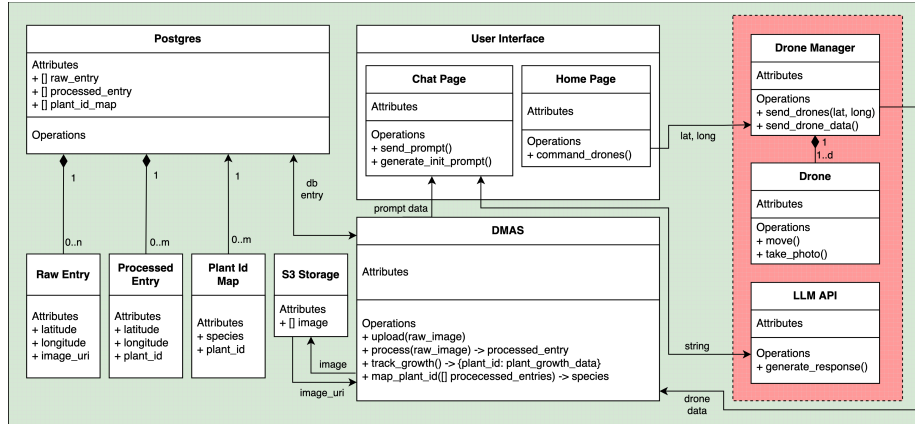 Postgres
Attributes
+ [] raw_entry
+ [] processed_entry
+ [] plant_id_map
Operations
User Interface
Chat Page
Attributes
Operations
+ send_prompt()
+ generate_init_prompt()
Home Page
Attributes
Operations
+ command_drones()
lat, long
Drone Manager
Attributes
Operations
+ send_drones(lat, long)
+ send_drone_data()
1
1..d
Drone
Attributes
Operations
+ move()
+ take_photo()
1
1
1
0..n
0..m
0..m
db
entry
prompt data
Raw Entry
Attributes
+ latitude
+ longitude
+ image_uri
Processed
Entry
Attributes
+ latitude
+ longitude
+ plant_id
Plant Id
Map
Attributes
+ species
+ plant_id
S3 Storage
Attributes
+ [] image
image
image_uri
DMAS
Attributes
Operations
+ upload(raw_image)
+ process(raw_image) -> processed_entry
+ track_growth() -> {plant_id: plant_growth_data}
+ map_plant_id([] procecessed_entries) -> species
string
LLM API
Attributes
Operations
+ generate_response()
drone
data